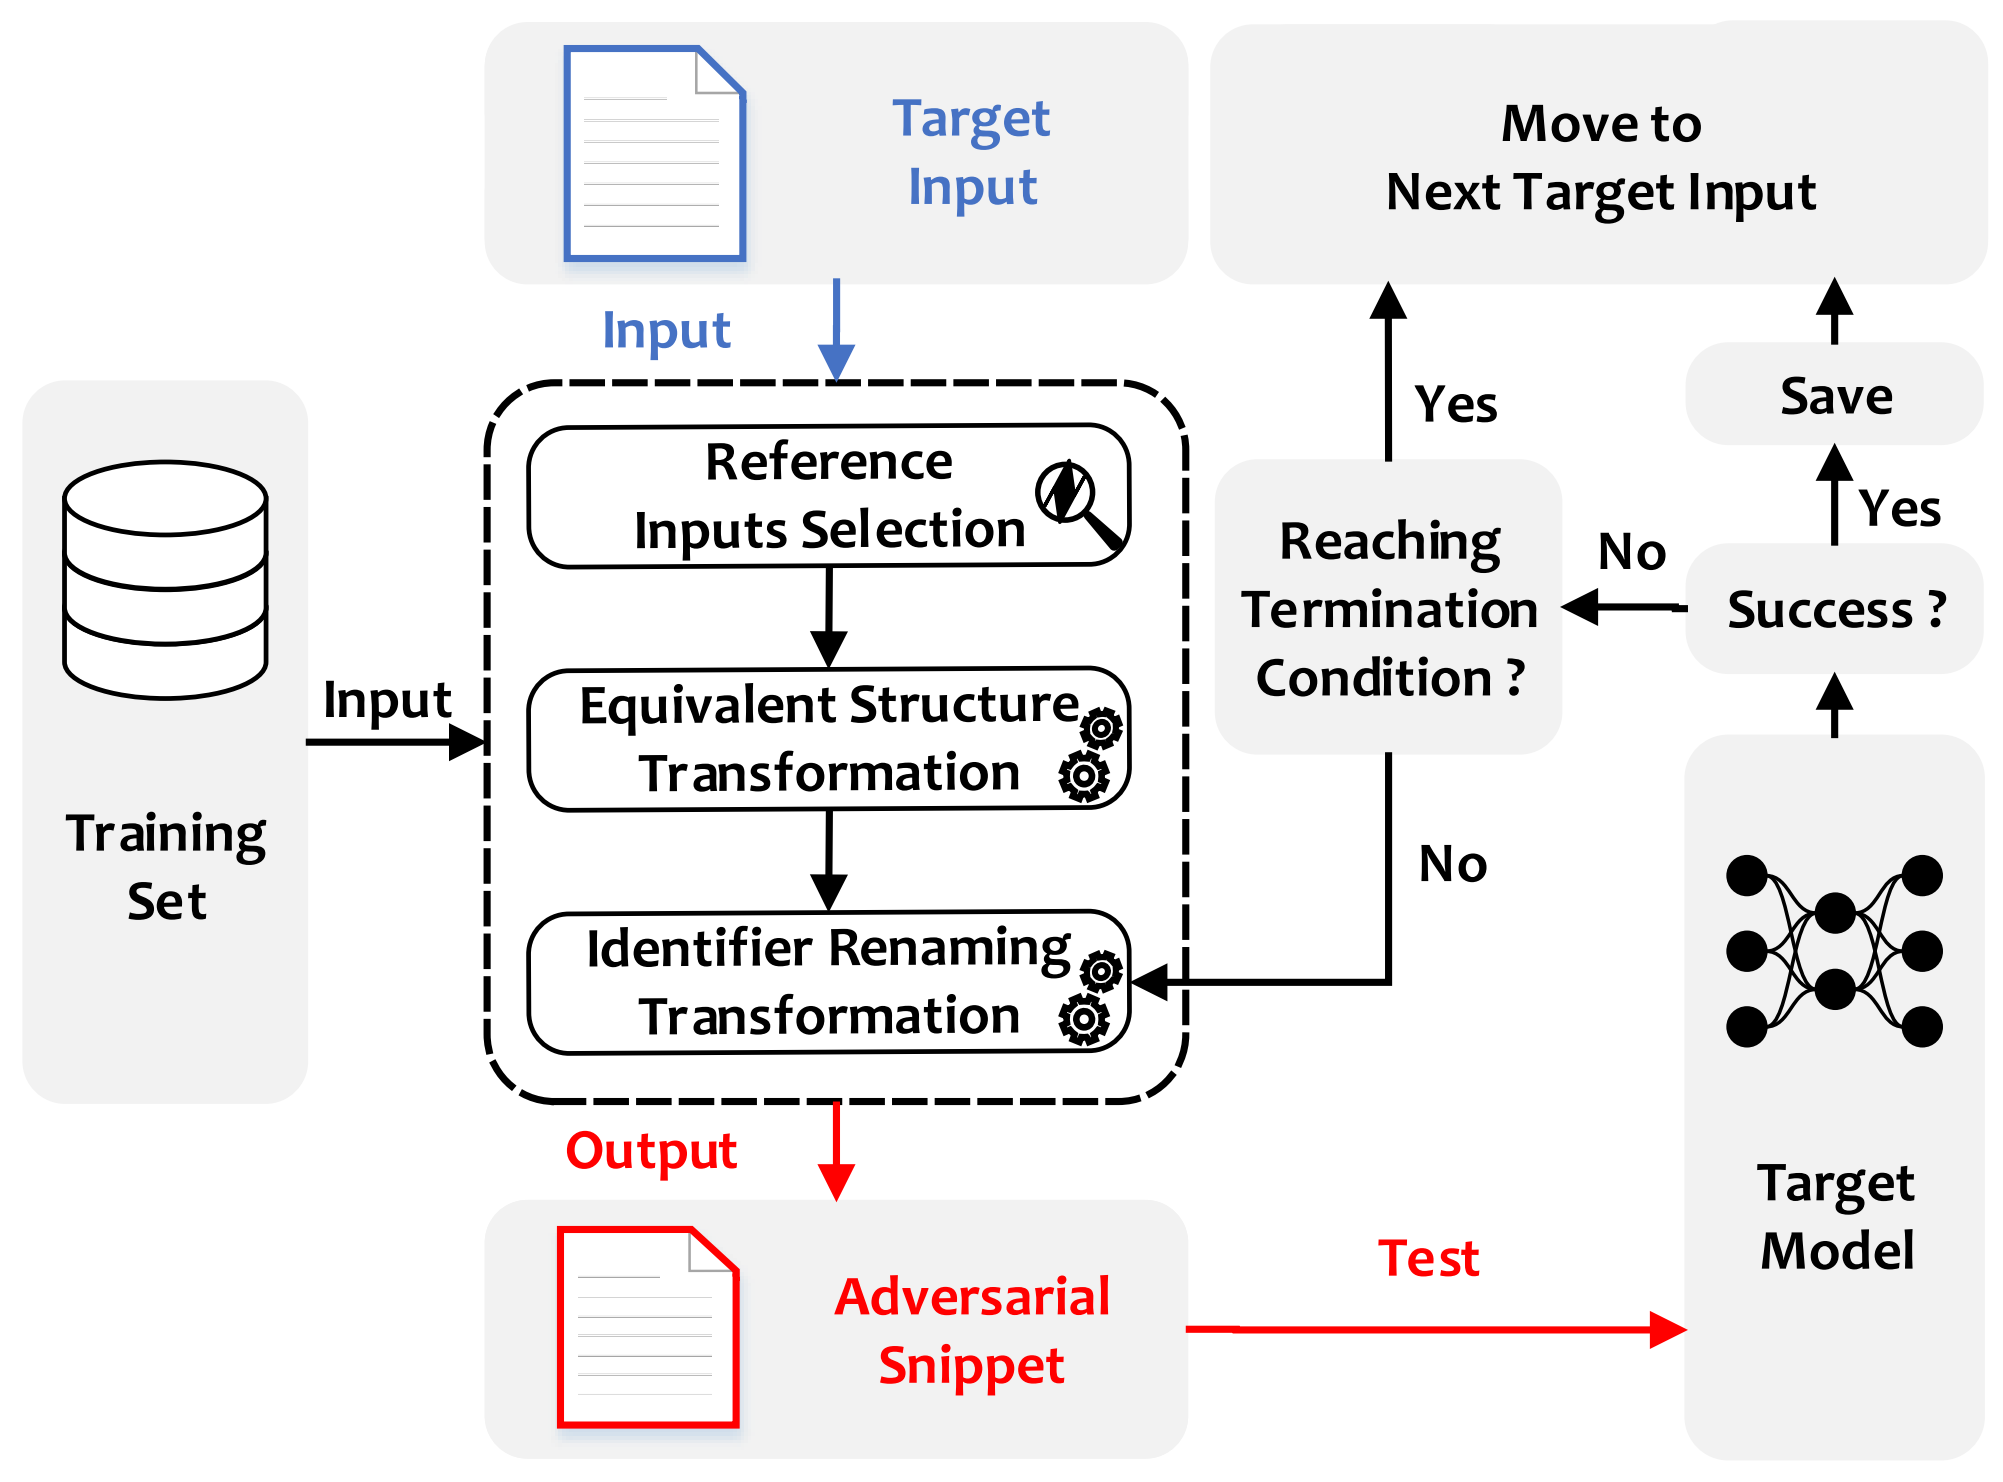 Target
Input
Move to
Next Target Input
Input
Training
Set
Input
Reference
Inputs Selection
Equivalent Structure
Transformation
Identifier Renaming
Transformation
Output
Adversarial
Snippet
Test
Target
Model
Success ?
Yes
Save
No
Reaching
Termination
Condition ?
Yes
No